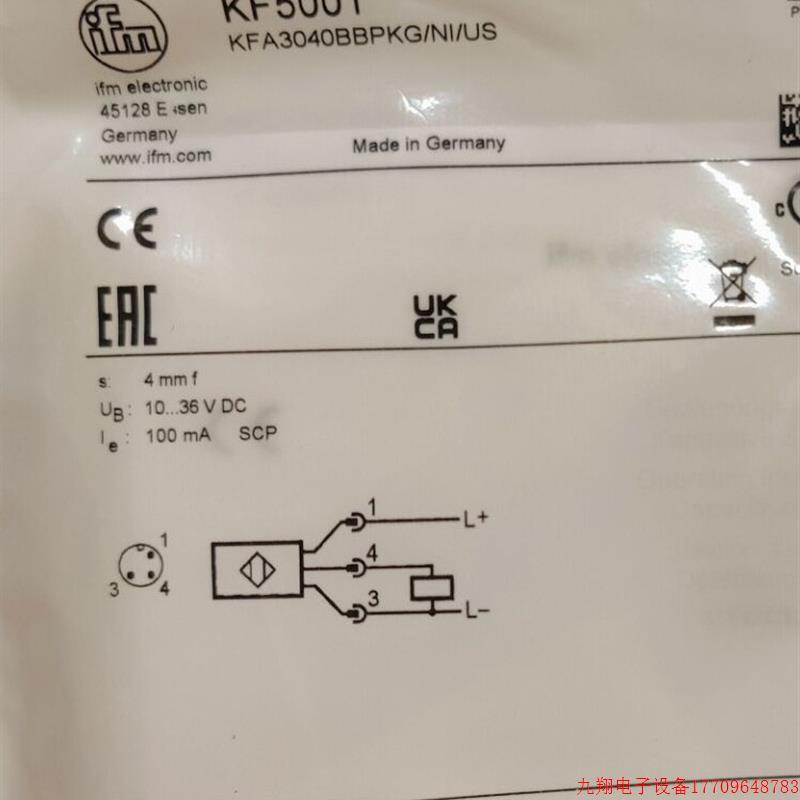 ifm
KF5001
KFA3040BBPKG/NI/US
ifm electronic
45128 Essen
Germany
www.ifm.com
Made in Germany
CE
EAC
UK
CA
c
s: 4 mm f
UB: 10...36 V DC
Ie: 100 mA SCP
1
3 4
1 L+
4
3 L–
九翔电子设备17709648783